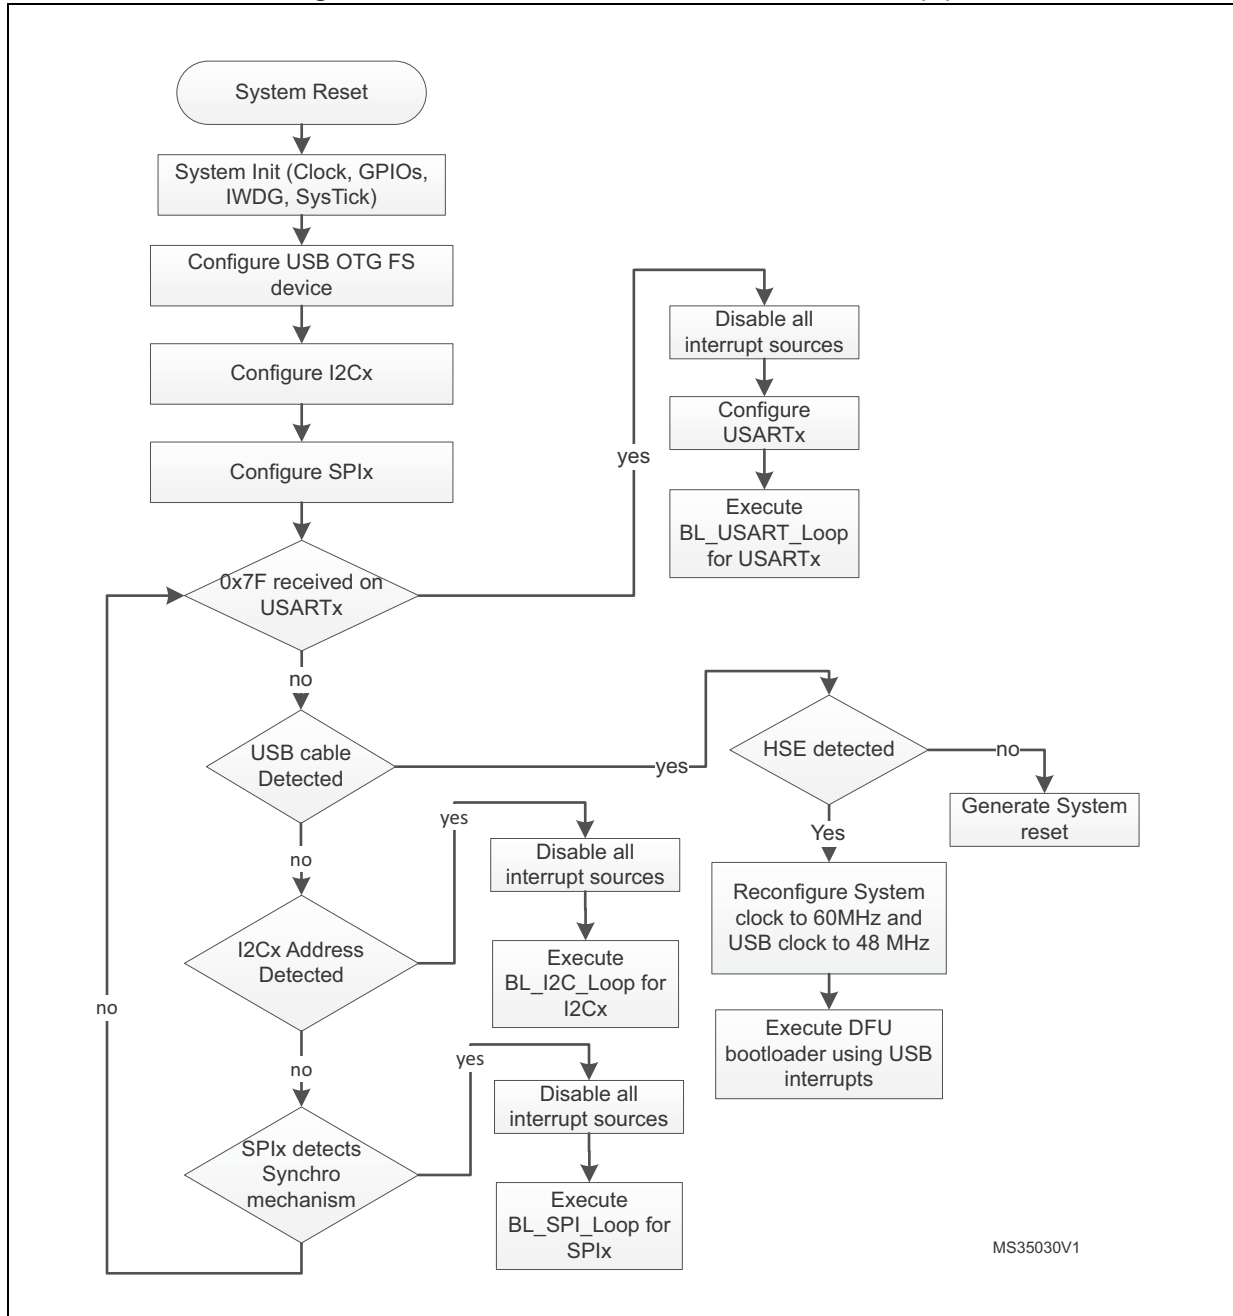 System Reset
System Init (Clock, GPIOs,
IWDG, SysTick)
Configure USB OTG FS
device
Configure I2Cx
Configure SPIx
0x7F received on
USARTx
yes
Disable all
interrupt sources
Configure
USARTx
Execute
BL_USART_Loop
for USARTx
no
USB cable
Detected
yes
HSE detected
no
Generate System
reset
Yes
Reconfigure System
clock to 60MHz and
USB clock to 48 MHz
Execute DFU
bootloader using USB
interrupts
no
I2Cx Address
Detected
yes
Disable all
interrupt sources
Execute
BL_I2C_Loop for
I2Cx
no
SPIx detects
Synchro
mechanism
yes
Disable all
interrupt sources
Execute
BL_SPI_Loop for
SPIx
no
MS35030V1